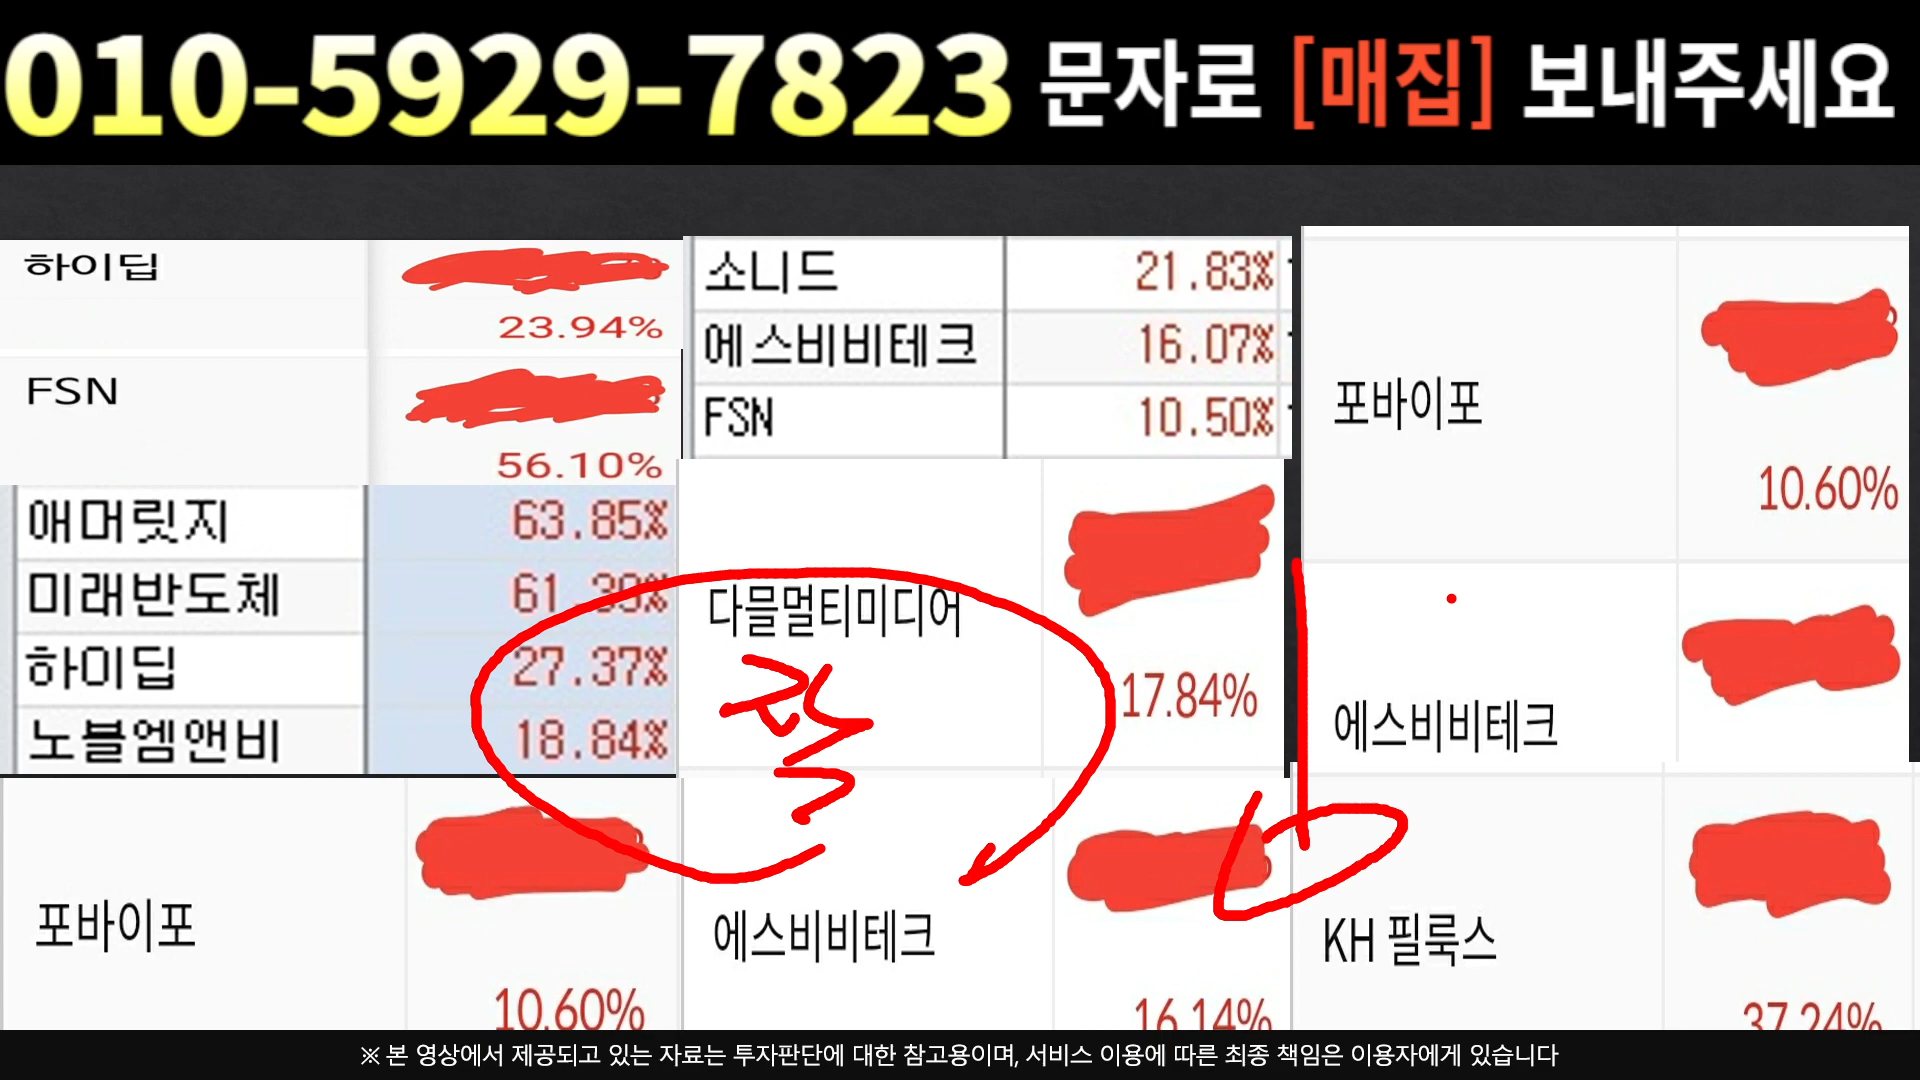 010-5929-7823 문자로 [매집] 보내주세요
하이딥
23.94%
FSN
56.10%
애머릿지 63.85%
미래반도체 61.39%
하이딥 27.37%
노블엠앤비 18.84%
소니드 21.83%
에스비비테크 16.07%
FSN 10.50%
다믈멀티미디어
17.84%
포바이포
10.60%
에스비비테크
포바이포
10.60%
에스비비테크
16.14%
KH 필룩스
37.24%
※ 본 영상에서 제공되고 있는 자료는 투자판단에 대한 참고용이며, 서비스 이용에 따른 최종 책임은 이용자에게 있습니다